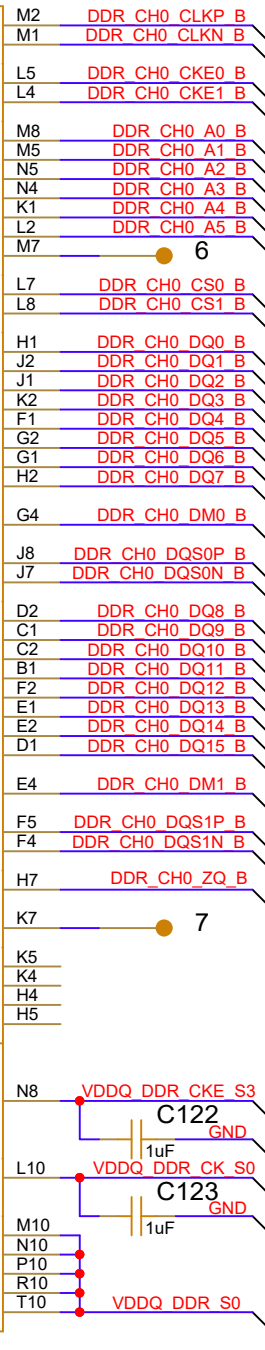 M2 DDR_CH0_CLKP_B
M1 DDR_CH0_CLKN_B
L5 DDR_CH0_CKE0_B
L4 DDR_CH0_CKE1_B
M8 DDR_CH0_A0_B
M5 DDR_CH0_A1_B
N5 DDR_CH0_A2_B
N4 DDR_CH0_A3_B
K1 DDR_CH0_A4_B
L2 DDR_CH0_A5_B
M7 6
L7 DDR_CH0_CS0_B
L8 DDR_CH0_CS1_B
H1 DDR_CH0_DQ0_B
J2 DDR_CH0_DQ1_B
J1 DDR_CH0_DQ2_B
K2 DDR_CH0_DQ3_B
F1 DDR_CH0_DQ4_B
G2 DDR_CH0_DQ5_B
G1 DDR_CH0_DQ6_B
H2 DDR_CH0_DQ7_B
G4 DDR_CH0_DM0_B
J8 DDR_CH0_DQS0P_B
J7 DDR_CH0_DQS0N_B
D2 DDR_CH0_DQ8_B
C1 DDR_CH0_DQ9_B
C2 DDR_CH0_DQ10_B
B1 DDR_CH0_DQ11_B
F2 DDR_CH0_DQ12_B
E1 DDR_CH0_DQ13_B
E2 DDR_CH0_DQ14_B
D1 DDR_CH0_DQ15_B
E4 DDR_CH0_DM1_B
F5 DDR_CH0_DQS1P_B
F4 DDR_CH0_DQS1N_B
H7 DDR_CH0_ZQ_B
K7 7
K5
K4
H4
H5
N8 VDDQ_DDR_CKE_S3
C122
GND
1uF
L10 VDDQ_DDR_CK_S0
C123
GND
1uF
M10
N10
P10
R10
T10 VDDQ_DDR_S0